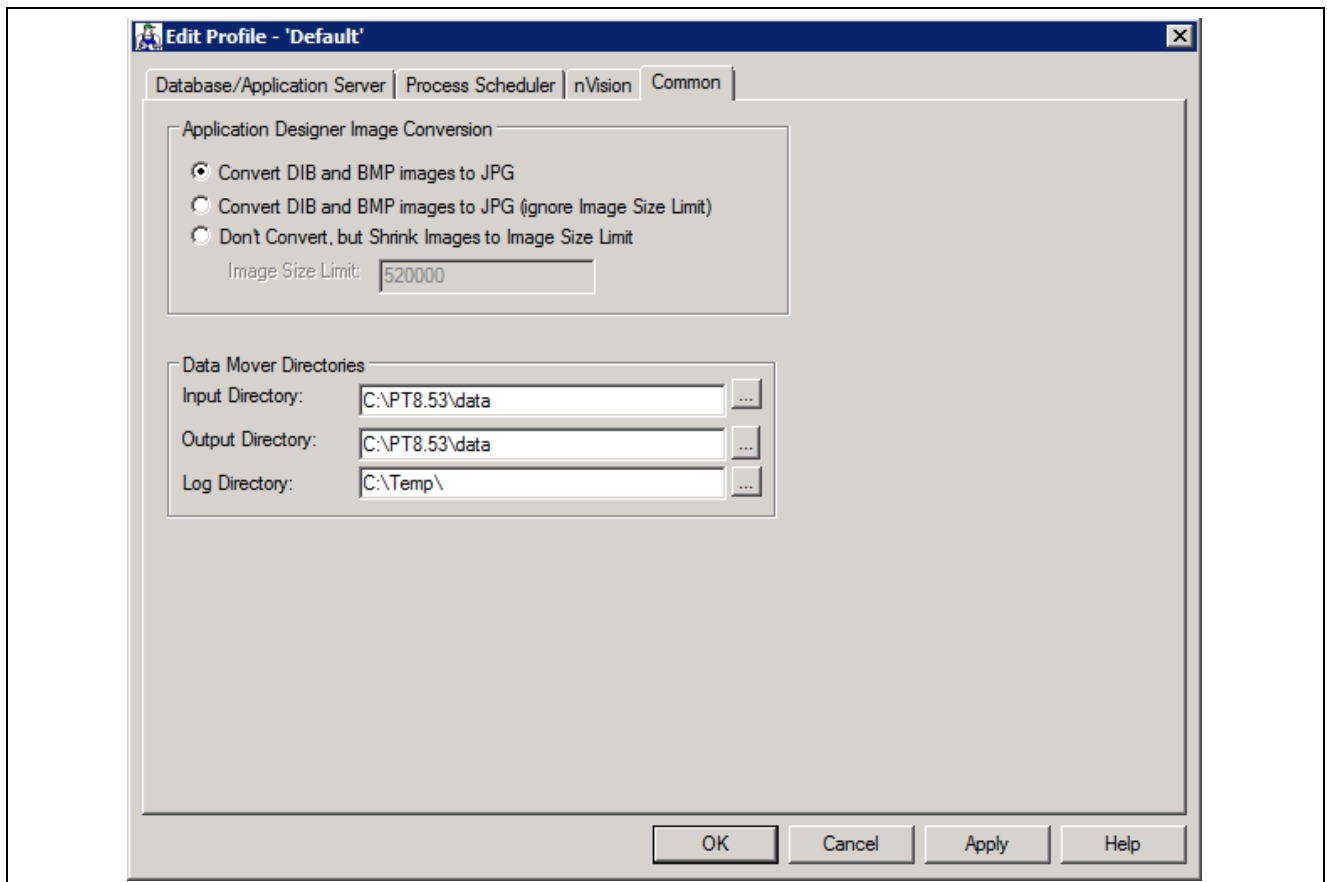 Edit Profile - 'Default'
Database/Application Server Process Scheduler nVision Common
Application Designer Image Conversion
Convert DIB and BMP images to JPG
Convert DIB and BMP images to JPG (ignore Image Size Limit)
Don't Convert, but Shrink Images to Image Size Limit
Image Size Limit: 520000
Data Mover Directories
Input Directory: C:\PT8.53\data ...
Output Directory: C:\PT8.53\data ...
Log Directory: C:\Temp\ ...
OK Cancel Apply Help